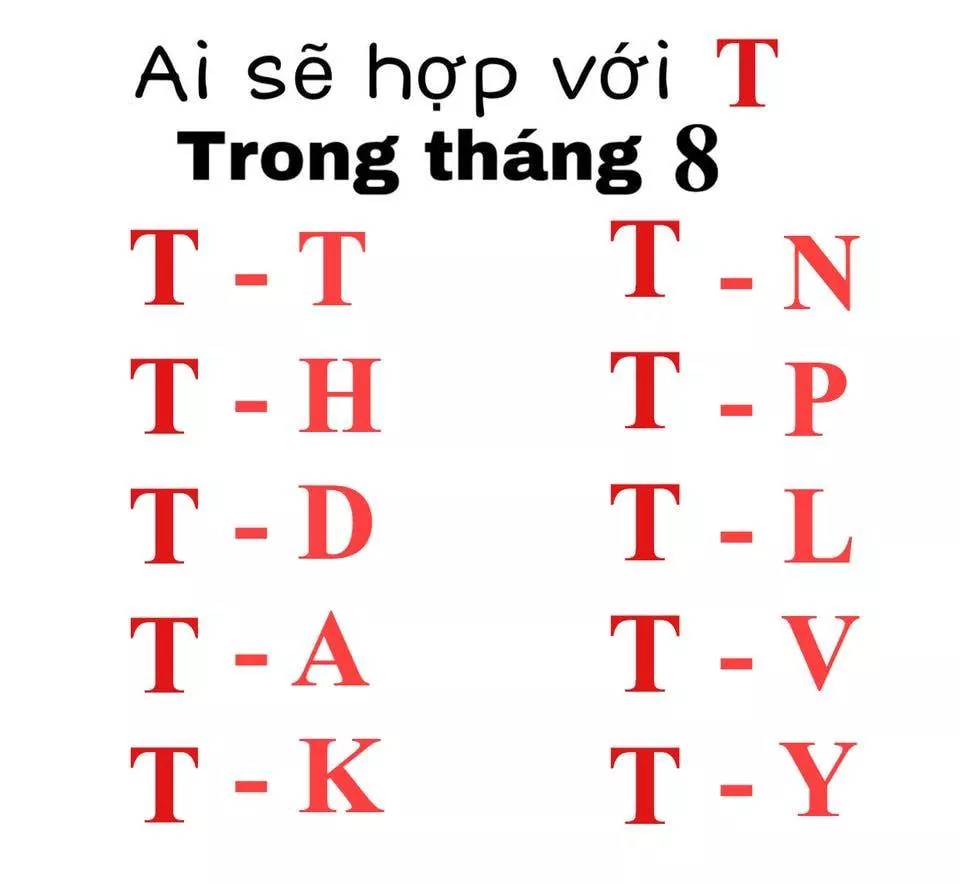 Ai sẽ hợp với T
Trong tháng 8
T - T
T - N
T - H
T - P
T - D
T - L
T - A
T - V
T - K
T - Y